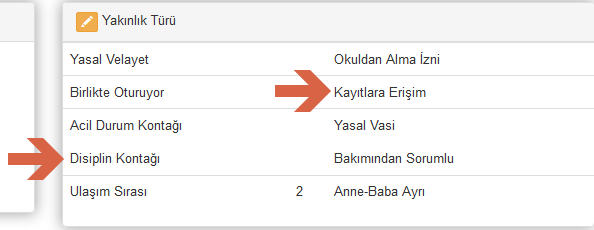 Yakınlık Türü
Yasal Velayet Okuldan Alma İzni
Birlikte Oturuyor Kayıtlara Erişim
Acil Durum Kontağı Yasal Vasi
Disiplin Kontağı Bakımından Sorumlu
Ulaşım Sırası 2 Anne-Baba Ayrı